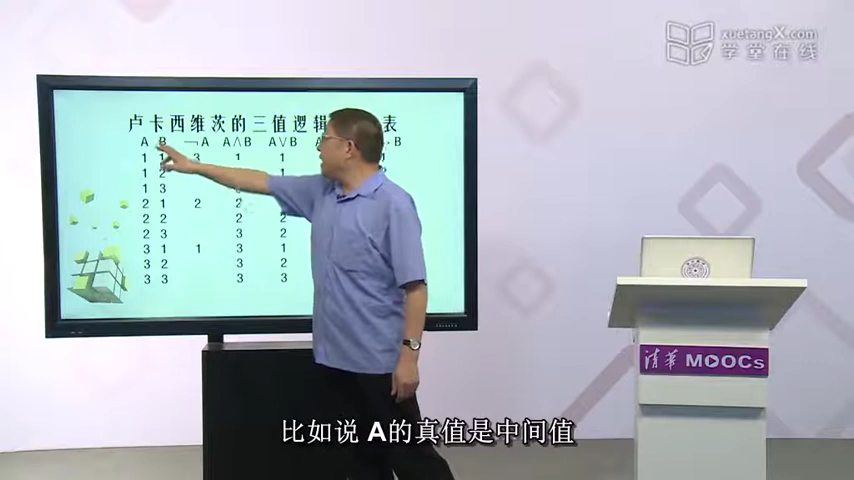 xuetangX.com
学堂在线
卢卡西维茨的三值逻辑 表
A B ¬A A∧B A∨B B
1 1 3 1 1
1 2
1 3
2 1 2 2 1
2 2 2 2
2 3 3 2
3 1 1 3 1
3 2 3 2
3 3 3 3
清华 MOOCs
比如说 A的真值是中间值